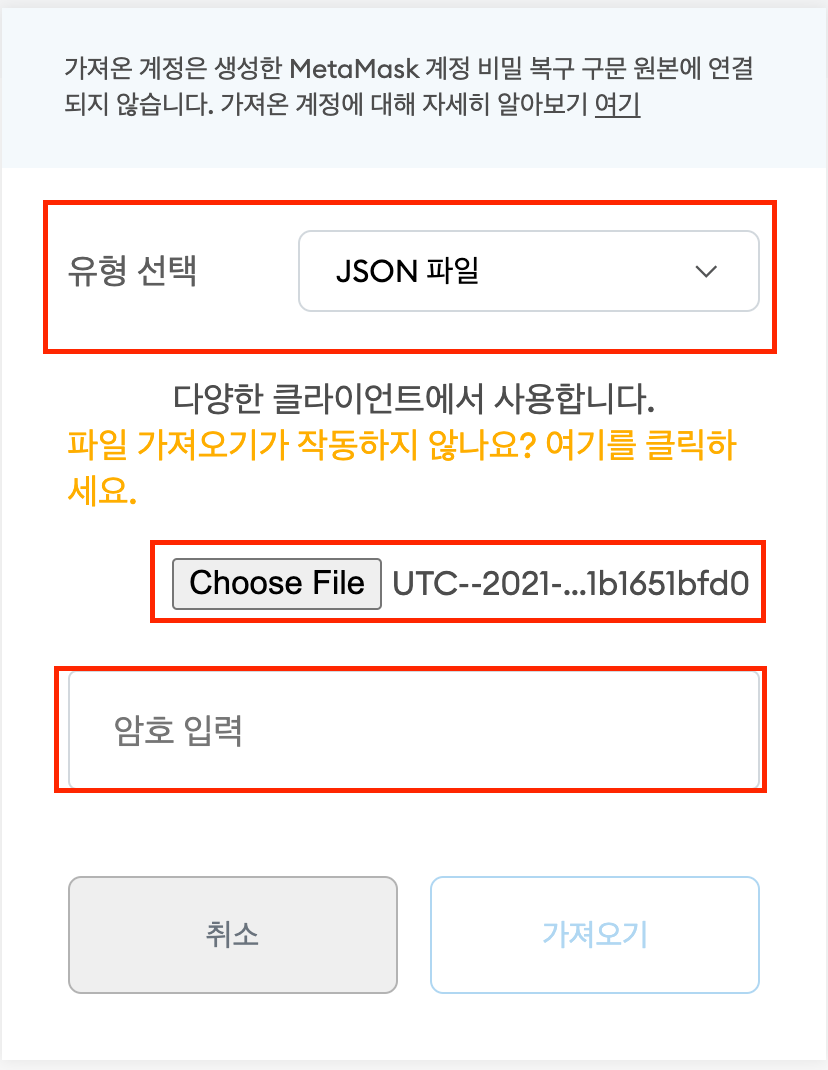 가져온 계정은 생성한 MetaMask 계정 비밀 복구 구문 원본에 연결
되지 않습니다. 가져온 계정에 대해 자세히 알아보기 여기
유형 선택 JSON 파일
다양한 클라이언트에서 사용합니다.
파일 가져오기가 작동하지 않나요? 여기를 클릭하
세요.
Choose File UTC--2021-...1b1651bfd0
암호 입력
취소 가져오기